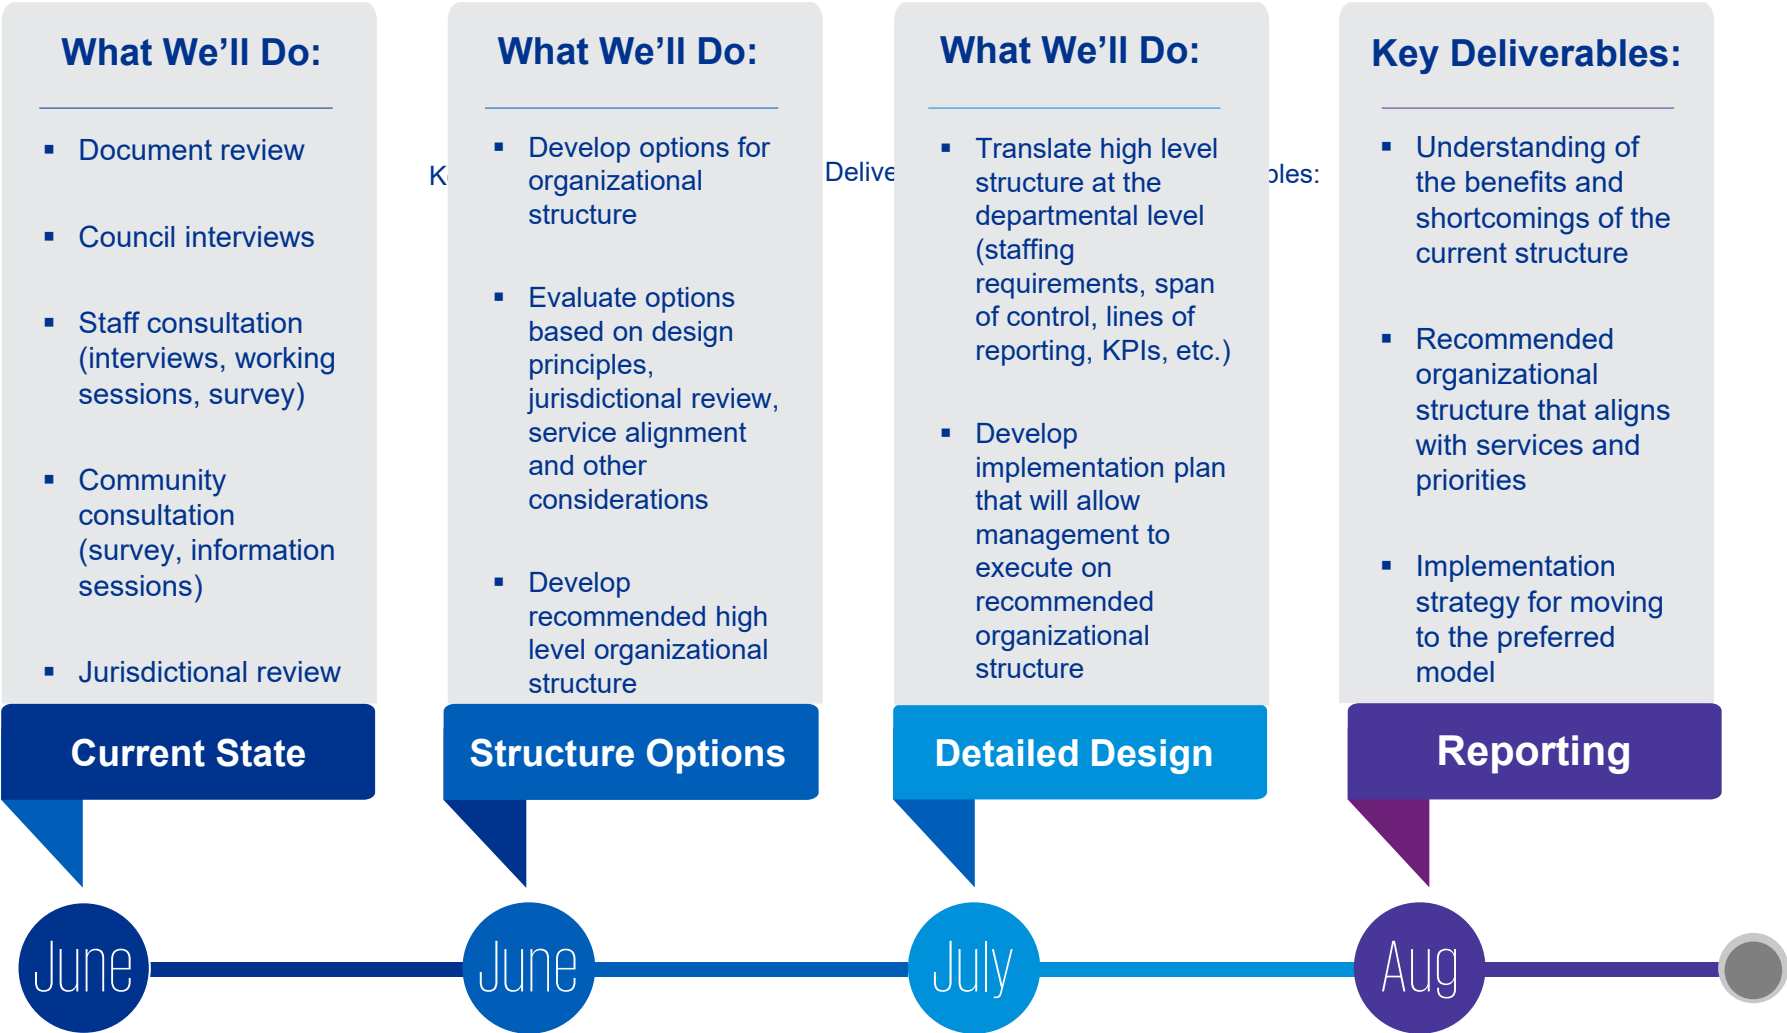 What We’ll Do:
▪ Document review
▪ Council interviews
▪ Staff consultation
(interviews, working
sessions, survey)
▪ Community
consultation
(survey, information
sessions)
▪ Jurisdictional review
Current State
June
What We’ll Do:
▪ Develop options for
organizational
structure
▪ Evaluate options
based on design
principles,
jurisdictional review,
service alignment
and other
considerations
▪ Develop
recommended high
level organizational
structure
Structure Options
June
What We’ll Do:
▪ Translate high level
structure at the
departmental level
(staffing
requirements, span
of control, lines of
reporting, KPIs, etc.)
▪ Develop
implementation plan
that will allow
management to
execute on
recommended
organizational
structure
Detailed Design
July
Key Deliverables:
▪ Understanding of
the benefits and
shortcomings of the
current structure
▪ Recommended
organizational
structure that aligns
with services and
priorities
▪ Implementation
strategy for moving
to the preferred
model
Reporting
Aug